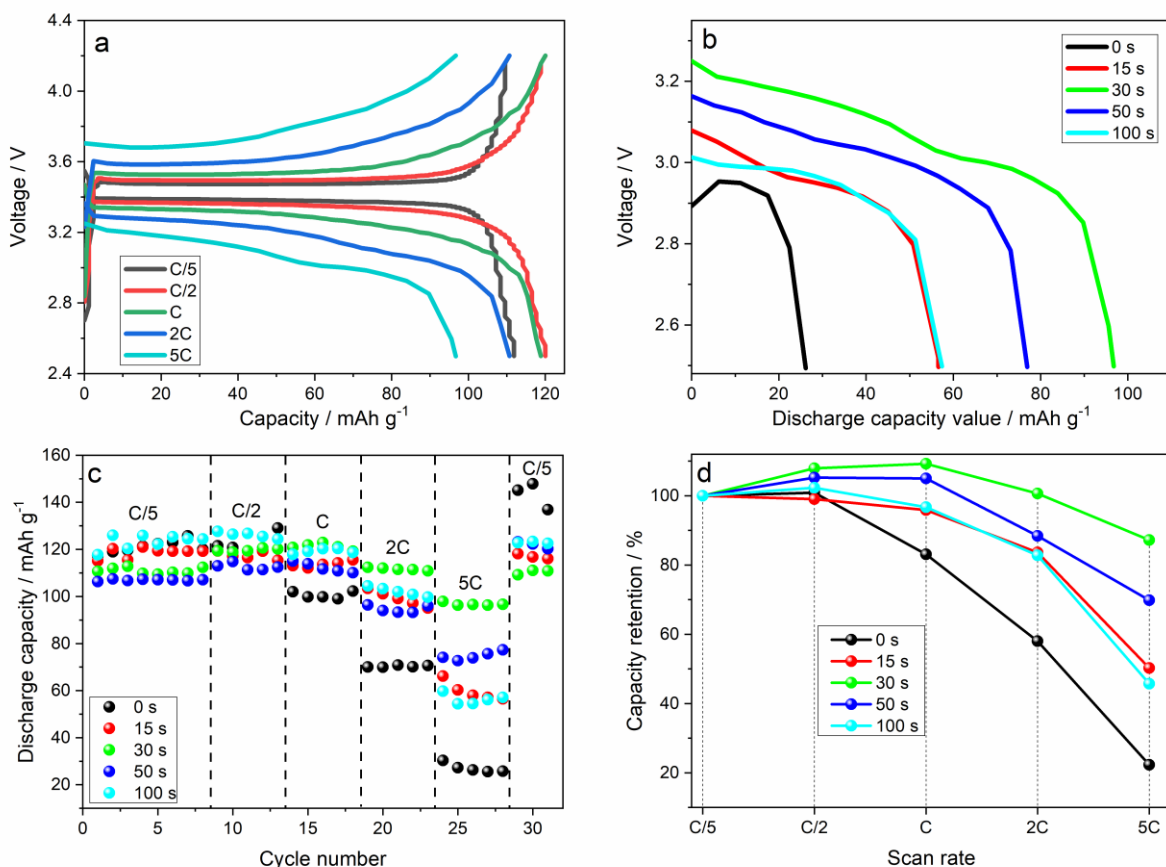 a
4.4
4.0
3.6
3.2
2.8
2.4
Voltage / V
C/5
C/2
C
2C
5C
0 20 40 60 80 100 120
Capacity / mAh g⁻¹
b
3.2
3.0
2.8
2.6
Voltage / V
0 s
15 s
30 s
50 s
100 s
0 20 40 60 80 100
Discharge capacity value / mAh g⁻¹
c
160
140
120
100
80
60
40
20
Discharge capacity / mAh g⁻¹
C/5
C/2
C
2C
5C
C/5
0 s
15 s
30 s
50 s
100 s
0 5 10 15 20 25 30
Cycle number
d
100
80
60
40
20
Capacity retention / %
0 s
15 s
30 s
50 s
100 s
C/5 C/2 C 2C 5C
Scan rate